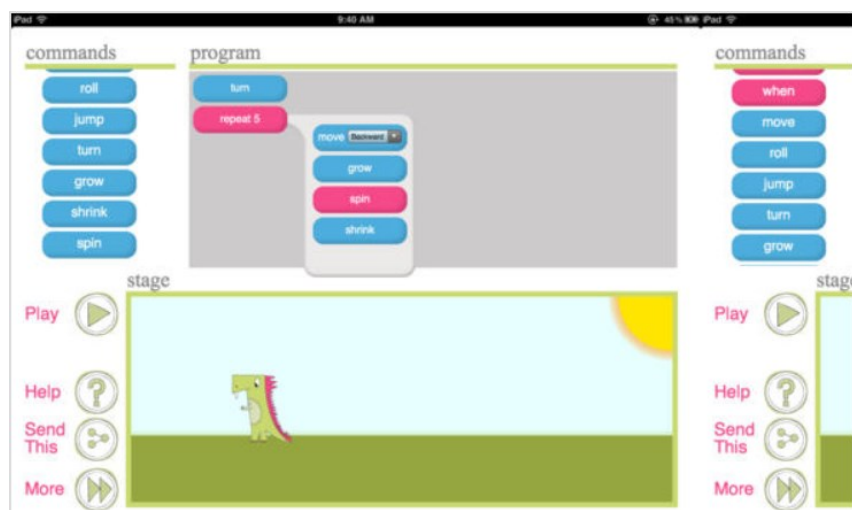 iPad 9:40 AM 45% iPad
commands program commands
roll
jump
turn
grow
shrink
spin
turn
repeat 5
move Backward
grow
spin
shrink
when
move
roll
jump
turn
grow
stage
Play
Help
Send
This
More
stage
Play
Help
Send
This
More